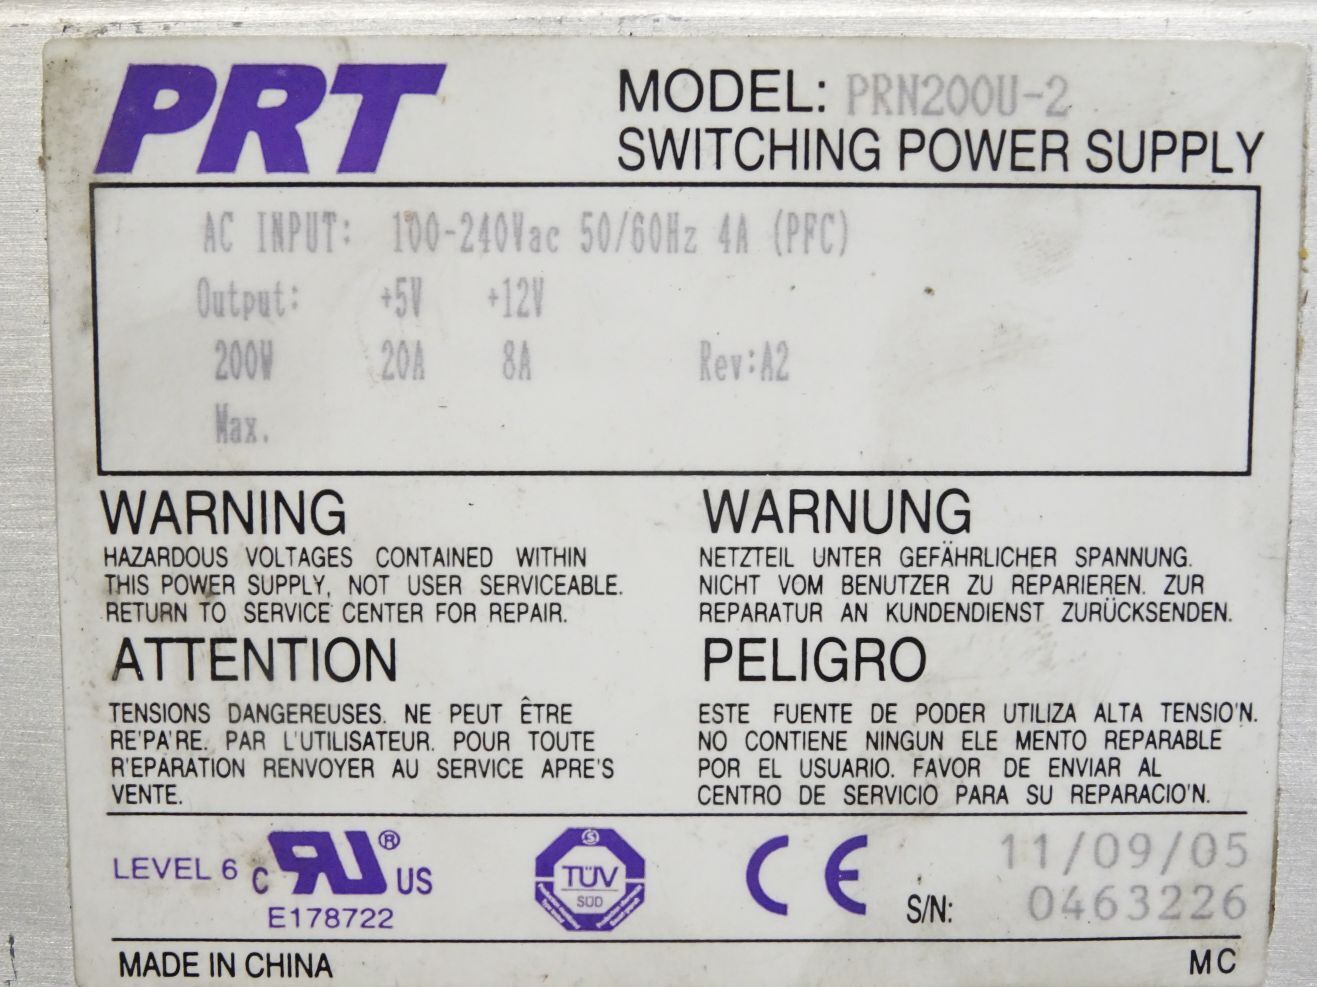 PRT
MODEL: PRN200U-2
SWITCHING POWER SUPPLY
AC INPUT: 100-240Vac 50/60Hz 4A (PFC)
Output: +5V +12V
200W 20A 8A Rev:A2
Max.
WARNING
HAZARDOUS VOLTAGES CONTAINED WITHIN
THIS POWER SUPPLY, NOT USER SERVICEABLE.
RETURN TO SERVICE CENTER FOR REPAIR.
WARNUNG
NETZTEIL UNTER GEFÄHRLICHER SPANNUNG.
NICHT VOM BENUTZER ZU REPARIEREN. ZUR
REPARATUR AN KUNDENDIENST ZURÜCKSENDEN.
ATTENTION
TENSIONS DANGEREUSES. NE PEUT ÊTRE
RE'PA'RE. PAR L'UTILISATEUR. POUR TOUTE
R'EPARATION RENVOYER AU SERVICE APRE'S
VENTE.
PELIGRO
ESTE FUENTE DE PODER UTILIZA ALTA TENSIO'N.
NO CONTIENE NINGUN ELE MENTO REPARABLE
POR EL USUARIO. FAVOR DE ENVIAR AL
CENTRO DE SERVICIO PARA SU REPARACIO'N.
LEVEL 6 C RU® US
E178722
TÜV
SÜD
CE
11/09/05
S/N: 0463226
MADE IN CHINA
MC